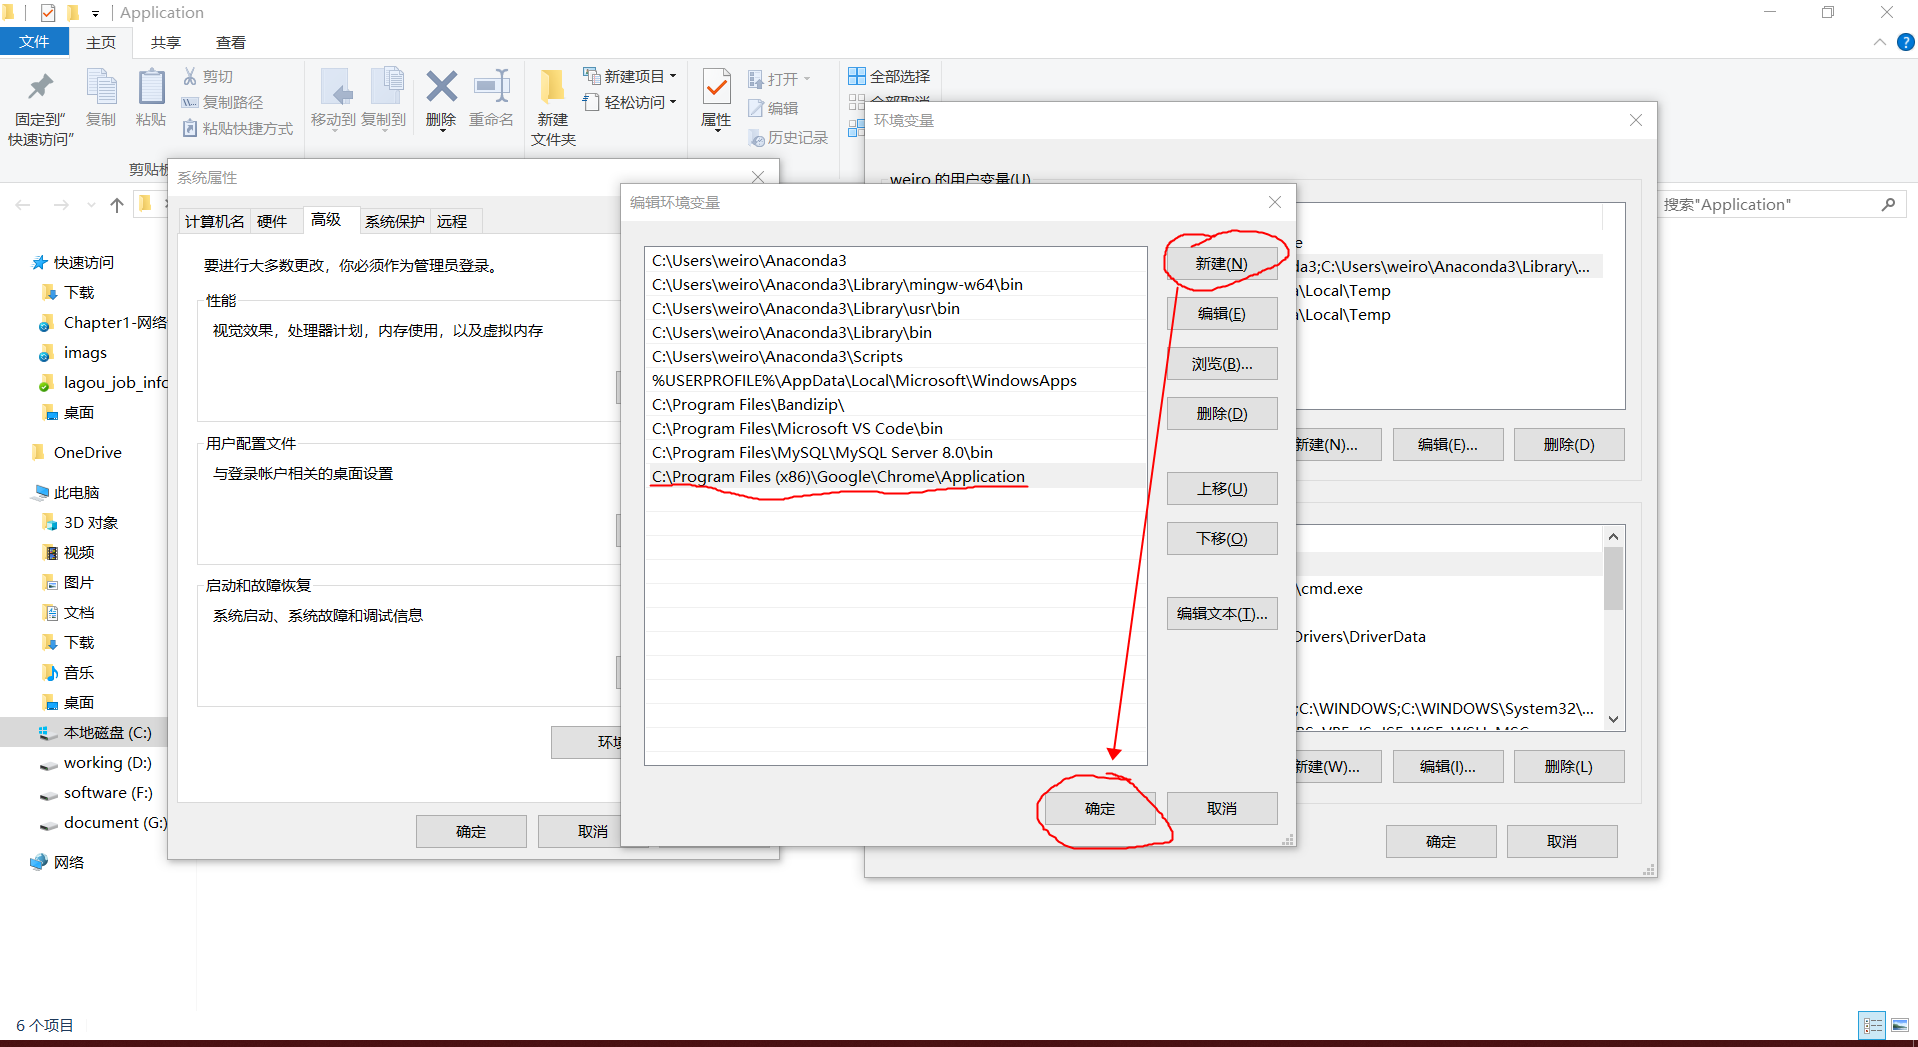 Application
文件
主页
共享
查看
固定到"
快速访问"
复制
粘贴
剪切
复制路径
粘贴快捷方式
剪贴板
移动到
复制到
删除
重命名
新建
文件夹
新建项目
轻松访问
属性
打开
编辑
历史记录
全部选择
全部取消
搜索"Application"
快速访问
下载
Chapter1-网络
imags
lagou_job_info
桌面
OneDrive
此电脑
3D 对象
视频
图片
文档
下载
音乐
桌面
本地磁盘 (C:)
working (D:)
software (F:)
document (G:)
网络
6 个项目
系统属性
计算机名
硬件
高级
系统保护
远程
要进行大多数更改，你必须作为管理员登录。
性能
视觉效果，处理器计划，内存使用，以及虚拟内存
用户配置文件
与登录帐户相关的桌面设置
启动和故障恢复
系统启动、系统故障和调试信息
环境
确定
取消
编辑环境变量
C:\Users\weiro\Anaconda3
C:\Users\weiro\Anaconda3\Library\mingw-w64\bin
C:\Users\weiro\Anaconda3\Library\usr\bin
C:\Users\weiro\Anaconda3\Library\bin
C:\Users\weiro\Anaconda3\Scripts
%USERPROFILE%\AppData\Local\Microsoft\WindowsApps
C:\Program Files\Bandizip\
C:\Program Files\Microsoft VS Code\bin
C:\Program Files\MySQL\MySQL Server 8.0\bin
C:\Program Files (x86)\Google\Chrome\Application
新建(N)
编辑(E)
浏览(B)...
删除(D)
上移(U)
下移(O)
编辑文本(T)...
确定
取消
环境变量
weiro 的用户变量(U)
e
da3;C:\Users\weiro\Anaconda3\Library\...
a\Local\Temp
a\Local\Temp
新建(N)...
编辑(E)...
删除(D)
\cmd.exe
Drivers\DriverData
;C:\WINDOWS;C:\WINDOWS\System32\...
新建(W)...
编辑(I)...
删除(L)
确定
取消